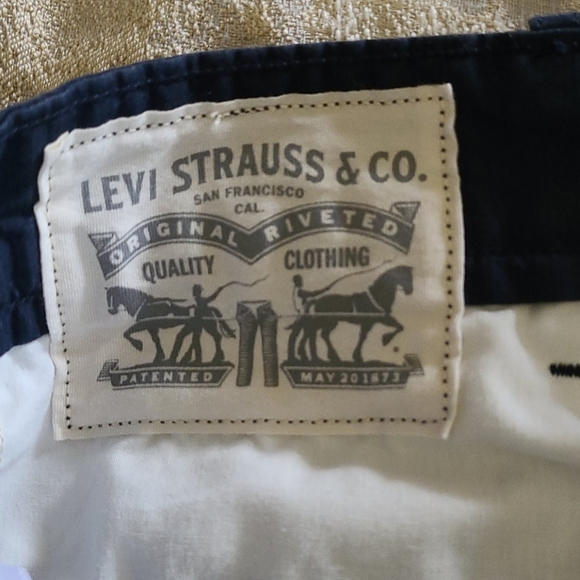 LEVI STRAUSS & CO.
SAN FRANCISCO
CAL.
ORIGINAL RIVETED
QUALITY CLOTHING
PATENTED MAY 20 1873